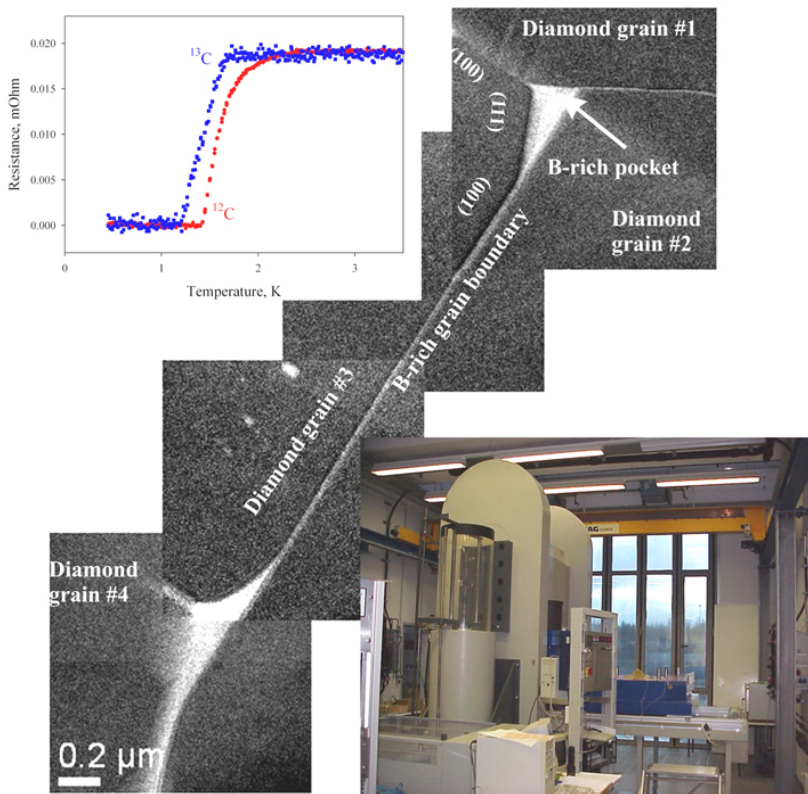 0.020
0.015
0.010
0.005
0.000
Resistance, mOhm
¹³C
¹²C
0
1
2
3
Temperature, K
Diamond grain #1
(100)
(111)
B-rich pocket
(100)
Diamond
grain #2
B-rich grain boundary
Diamond grain #3
Diamond
grain #4
0.2 µm